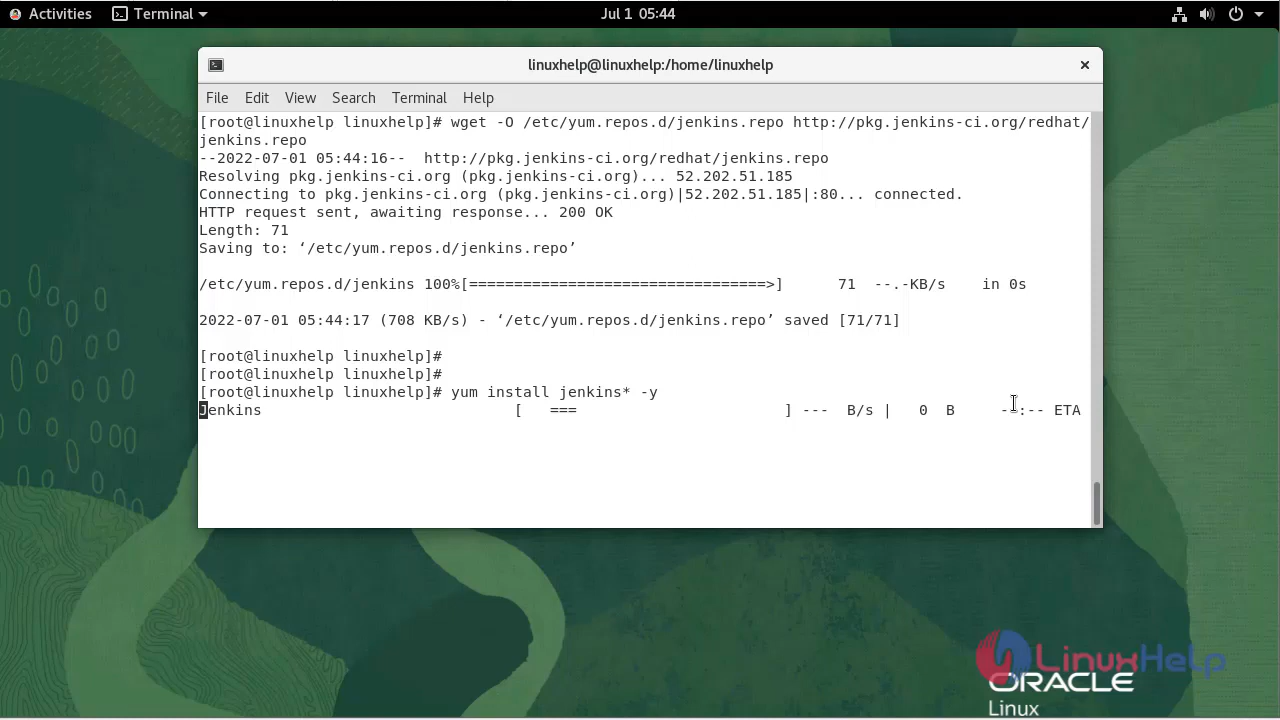 Activities Terminal Jul 1 05:44
linuxhelp@linuxhelp:/home/linuxhelp
File Edit View Search Terminal Help
[root@linuxhelp linuxhelp]# wget -O /etc/yum.repos.d/jenkins.repo http://pkg.jenkins-ci.org/redhat/
jenkins.repo
--2022-07-01 05:44:16--  http://pkg.jenkins-ci.org/redhat/jenkins.repo
Resolving pkg.jenkins-ci.org (pkg.jenkins-ci.org)... 52.202.51.185
Connecting to pkg.jenkins-ci.org (pkg.jenkins-ci.org)|52.202.51.185|:80... connected.
HTTP request sent, awaiting response... 200 OK
Length: 71
Saving to: ‘/etc/yum.repos.d/jenkins.repo’
/etc/yum.repos.d/jenkins 100%[=================================>]      71  --.-KB/s    in 0s
2022-07-01 05:44:17 (708 KB/s) - ‘/etc/yum.repos.d/jenkins.repo’ saved [71/71]
[root@linuxhelp linuxhelp]#
[root@linuxhelp linuxhelp]#
[root@linuxhelp linuxhelp]# yum install jenkins* -y
Jenkins                            [   ===                       ] ---  B/s |   0  B     --:-- ETA
LinuxHelp
ORACLE
Linux